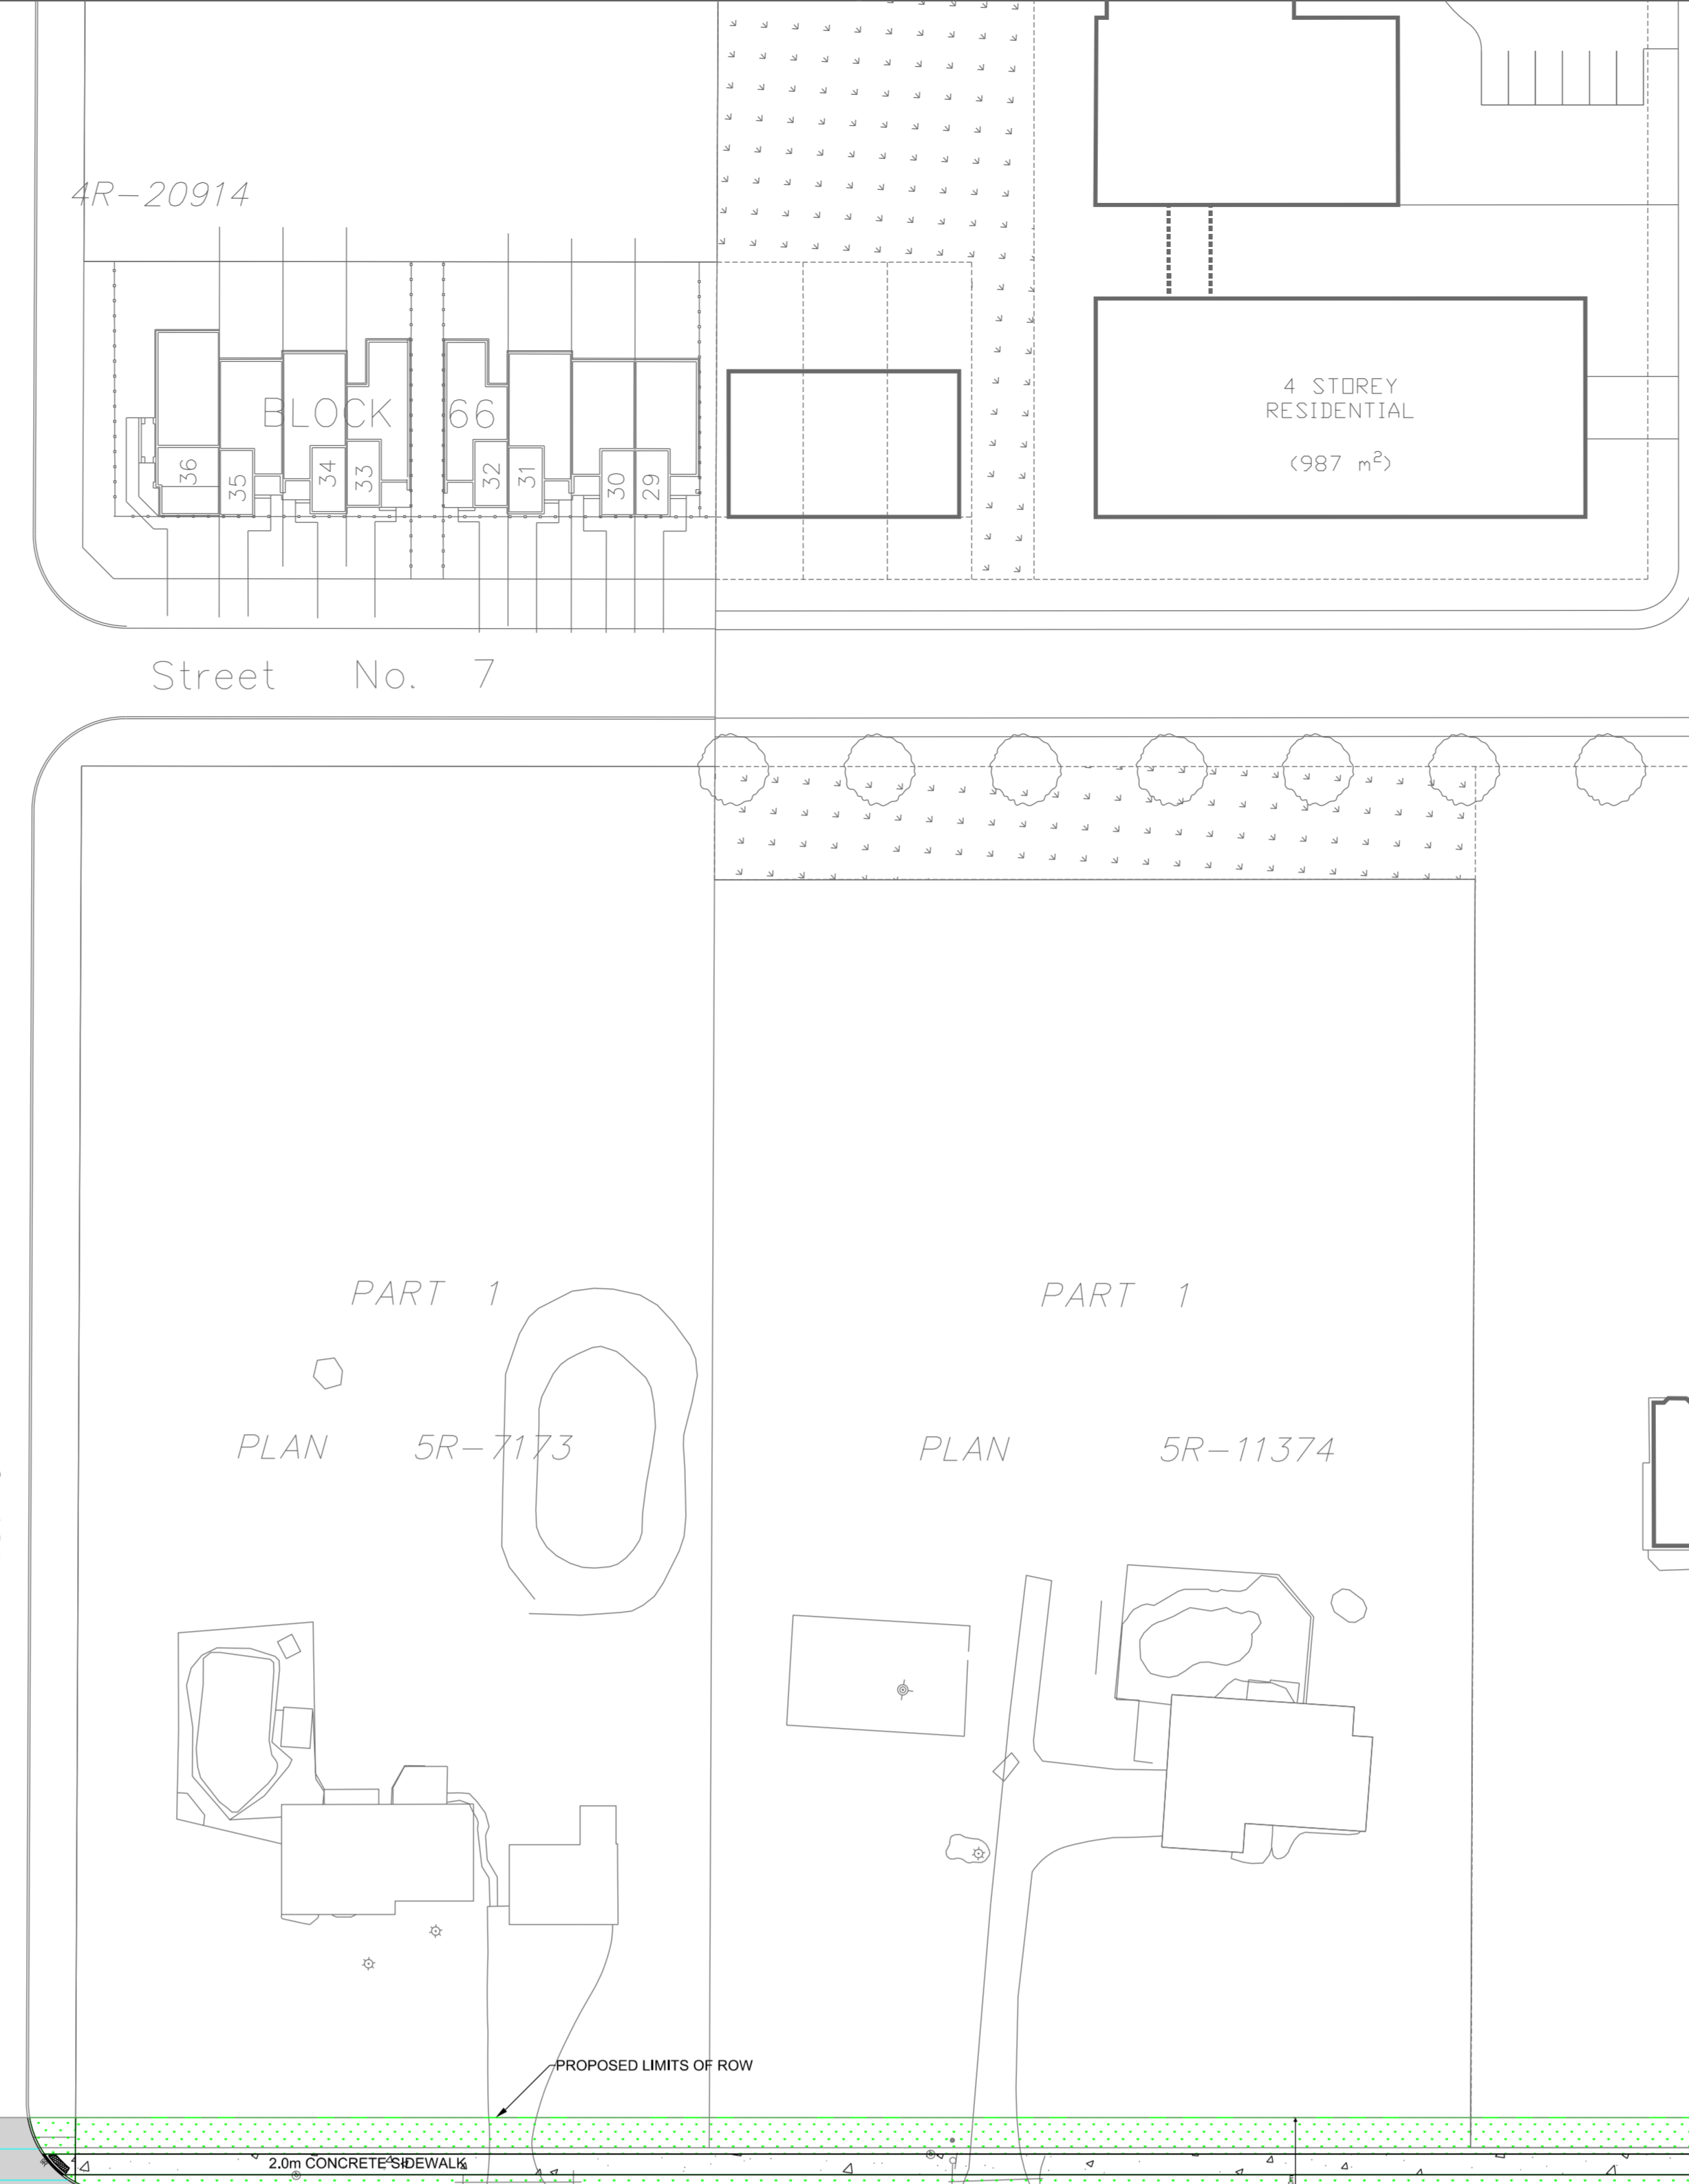 4R-20914
BLOCK 66
36
35
34
33
32
31
30
29
4 STOREY
RESIDENTIAL
(987 m²)
Street No. 7
PART 1
PART 1
PLAN 5R-7173
PLAN 5R-11374
PROPOSED LIMITS OF ROW
2.0m CONCRETE SIDEWALK